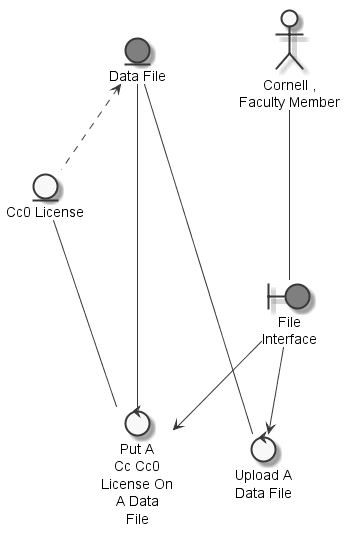 Data File
Cornell ,
Faculty Member
Cc0 License
File
Interface
Put A
Cc Cc0
License On
A Data
File
Upload A
Data File